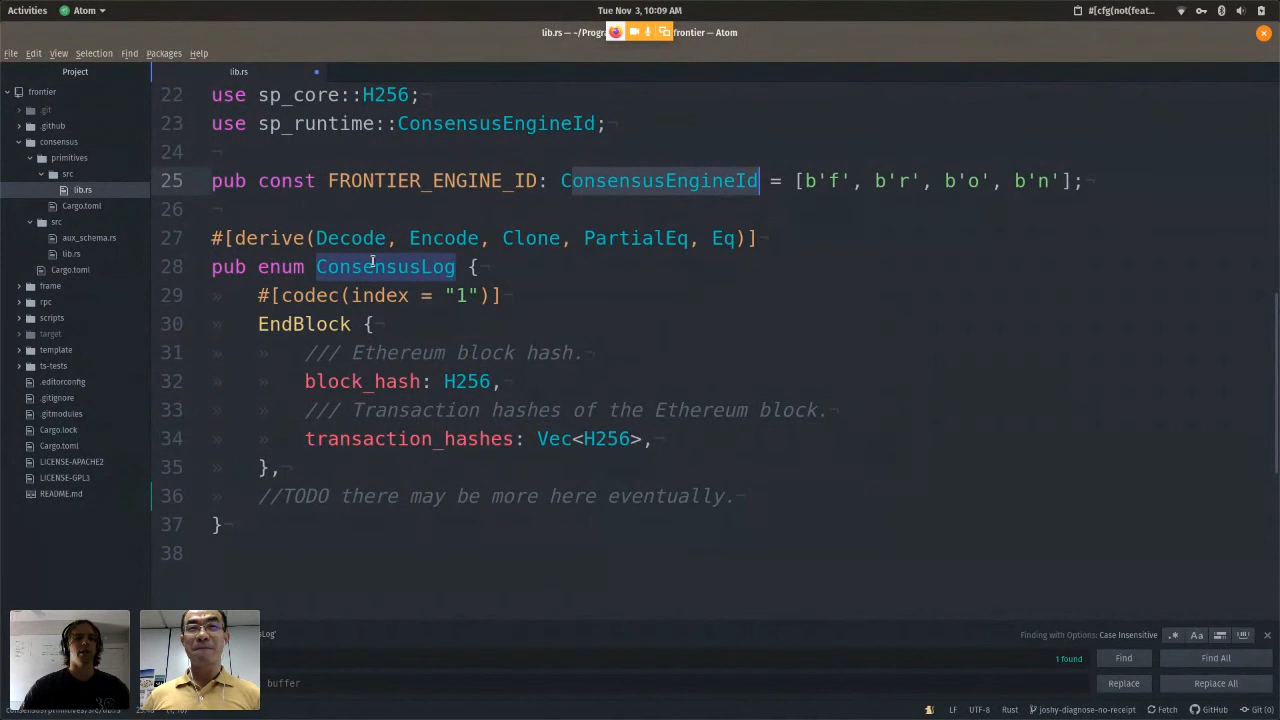 Activities Atom Tue Nov 3, 10:09 AM #[cfg(not(feat…
lib.rs — ~/Progra frontier — Atom
File Edit View Selection Find Packages Help
Project
lib.rs
frontier
.git
.github
consensus
primitives
src
lib.rs
Cargo.toml
src
aux_schema.rs
lib.rs
Cargo.toml
frame
rpc
scripts
target
template
ts-tests
.editorconfig
.gitignore
.gitmodules
Cargo.lock
Cargo.toml
LICENSE-APACHE2
LICENSE-GPL3
README.md
22 use sp_core::H256;
23 use sp_runtime::ConsensusEngineId;
24
25 pub const FRONTIER_ENGINE_ID: ConsensusEngineId = [b'f', b'r', b'o', b'n'];
26
27 #[derive(Decode, Encode, Clone, PartialEq, Eq)]
28 pub enum ConsensusLog {
29 #[codec(index = "1")]
30 EndBlock {
31 /// Ethereum block hash.
32 block_hash: H256,
33 /// Transaction hashes of the Ethereum block.
34 transaction_hashes: Vec<H256>,
35 },
36 //TODO there may be more here eventually.
37 }
38
Finding with Options: Case Insensitive .* Aa
1 found Find Find All
buffer Replace Replace All
LF UTF-8 Rust joshy-diagnose-no-receipt Fetch GitHub Git (0)